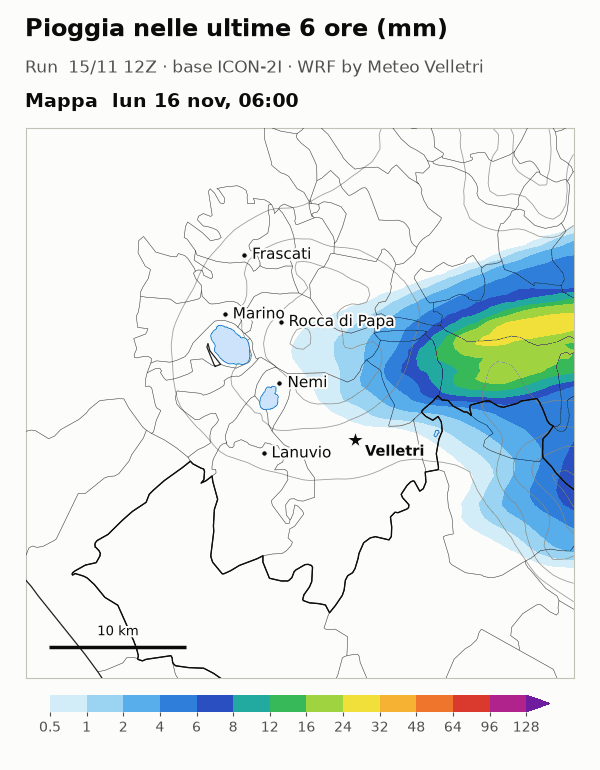 Pioggia nelle ultime 6 ore (mm)
Run  15/11 12Z · base ICON-2I · WRF by Meteo Velletri
Mappa  lun 16 nov, 06:00
Frascati
Marino
Rocca di Papa
Nemi
Velletri
Lanuvio
10 km
0.5 1 2 4 6 8 12 16 24 32 48 64 96 128